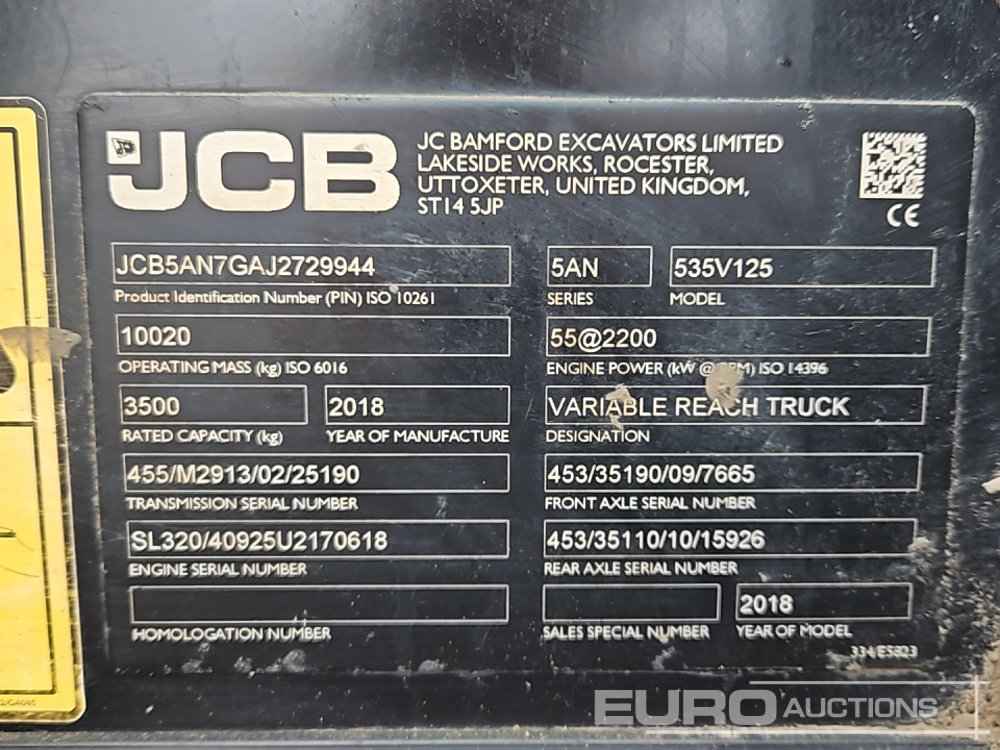 JCB
JC BAMFORD EXCAVATORS LIMITED
LAKESIDE WORKS, ROCESTER,
UTTOXETER, UNITED KINGDOM,
ST14 5JP
CE
JCB5AN7GAJ2729944
Product Identification Number (PIN) ISO 10261
5AN
SERIES
535V125
MODEL
10020
OPERATING MASS (kg) ISO 6016
55@2200
ENGINE POWER (kW @ RPM) ISO 14396
3500
RATED CAPACITY (kg)
2018
YEAR OF MANUFACTURE
VARIABLE REACH TRUCK
DESIGNATION
455/M2913/02/25190
TRANSMISSION SERIAL NUMBER
453/35190/09/7665
FRONT AXLE SERIAL NUMBER
SL320/40925U2170618
ENGINE SERIAL NUMBER
453/35110/10/15926
REAR AXLE SERIAL NUMBER
HOMOLOGATION NUMBER
SALES SPECIAL NUMBER
2018
YEAR OF MODEL
334/E5823
EURO AUCTIONS